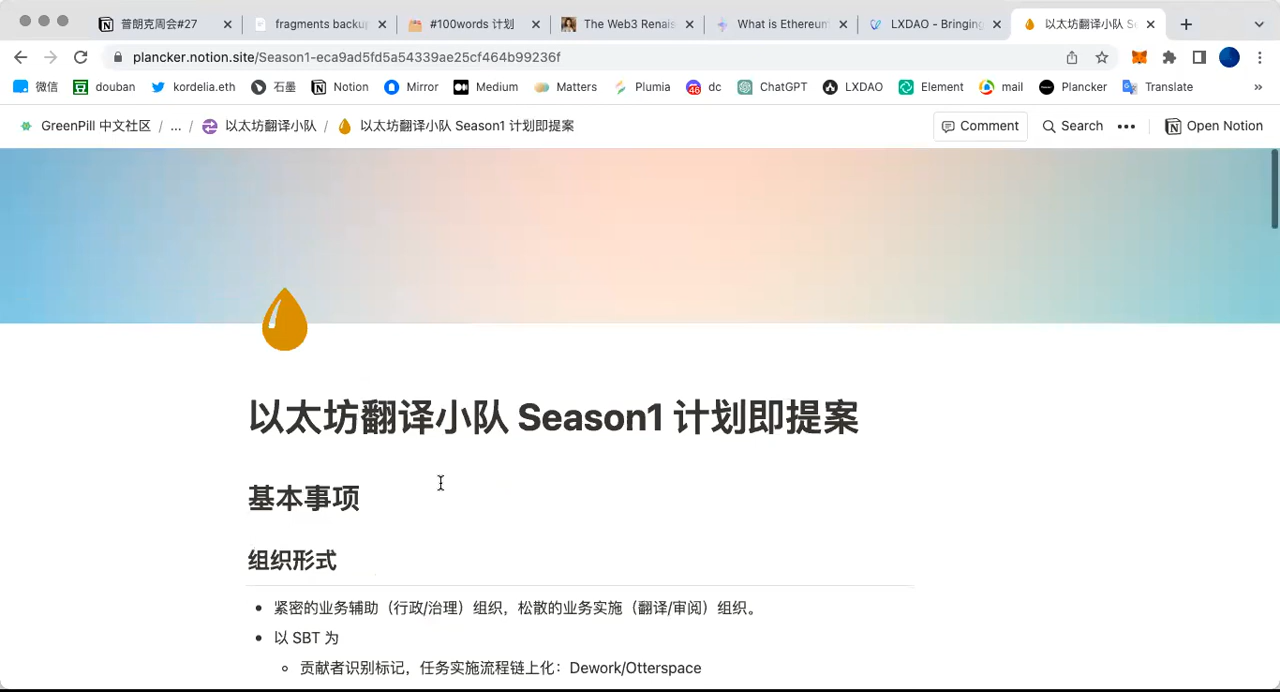 普朗克周会#27
fragments backu
#100words 计划
The Web3 Renais
What is Ethereum
LXDAO - Bringing
以太坊翻译小队 Se
plancker.notion.site/Season1-eca9ad5fd5a54339ae25cf464b99236f
微信 douban kordelia.eth 石墨 Notion Mirror Medium Matters Plumia 46 dc ChatGPT LXDAO Element mail Plancker Translate »
GreenPill 中文社区 / ... / 以太坊翻译小队 / 以太坊翻译小队 Season1 计划即提案 Comment Search ••• Open Notion
以太坊翻译小队 Season1 计划即提案
基本事项
组织形式
• 紧密的业务辅助（行政/治理）组织，松散的业务实施（翻译/审阅）组织。
• 以 SBT 为
◦ 贡献者识别标记，任务实施流程链上化：Dework/Otterspace